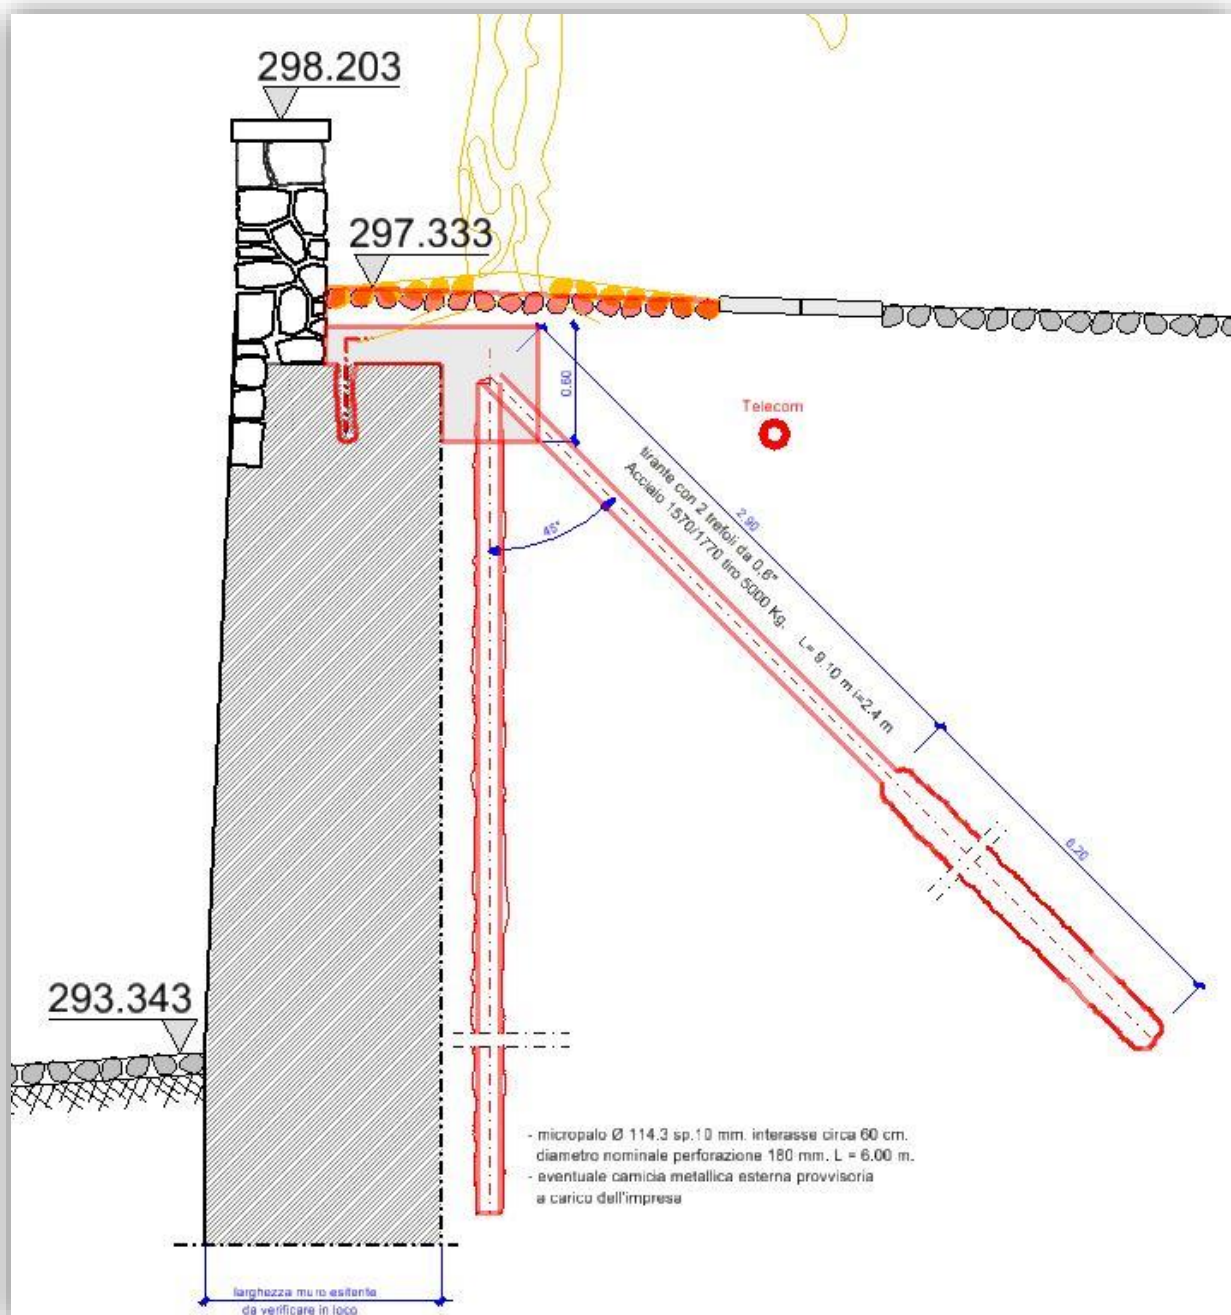 298.203
297.333
0.60
Telecom
tirante con 2 trefoli da 0,6"
Acciaio 1570/1770 tiro 5000 Kg. L= 9.10 m i=2.4 m
2.90
45°
6.20
293.343
- micropalo Ø 114.3 sp.10 mm. interasse circa 60 cm.
diametro nominale perforazione 180 mm. L = 6.00 m.
- eventuale camicia metallica esterna provvisoria
a carico dell'impresa
larghezza muro esitente
da verificare in loco